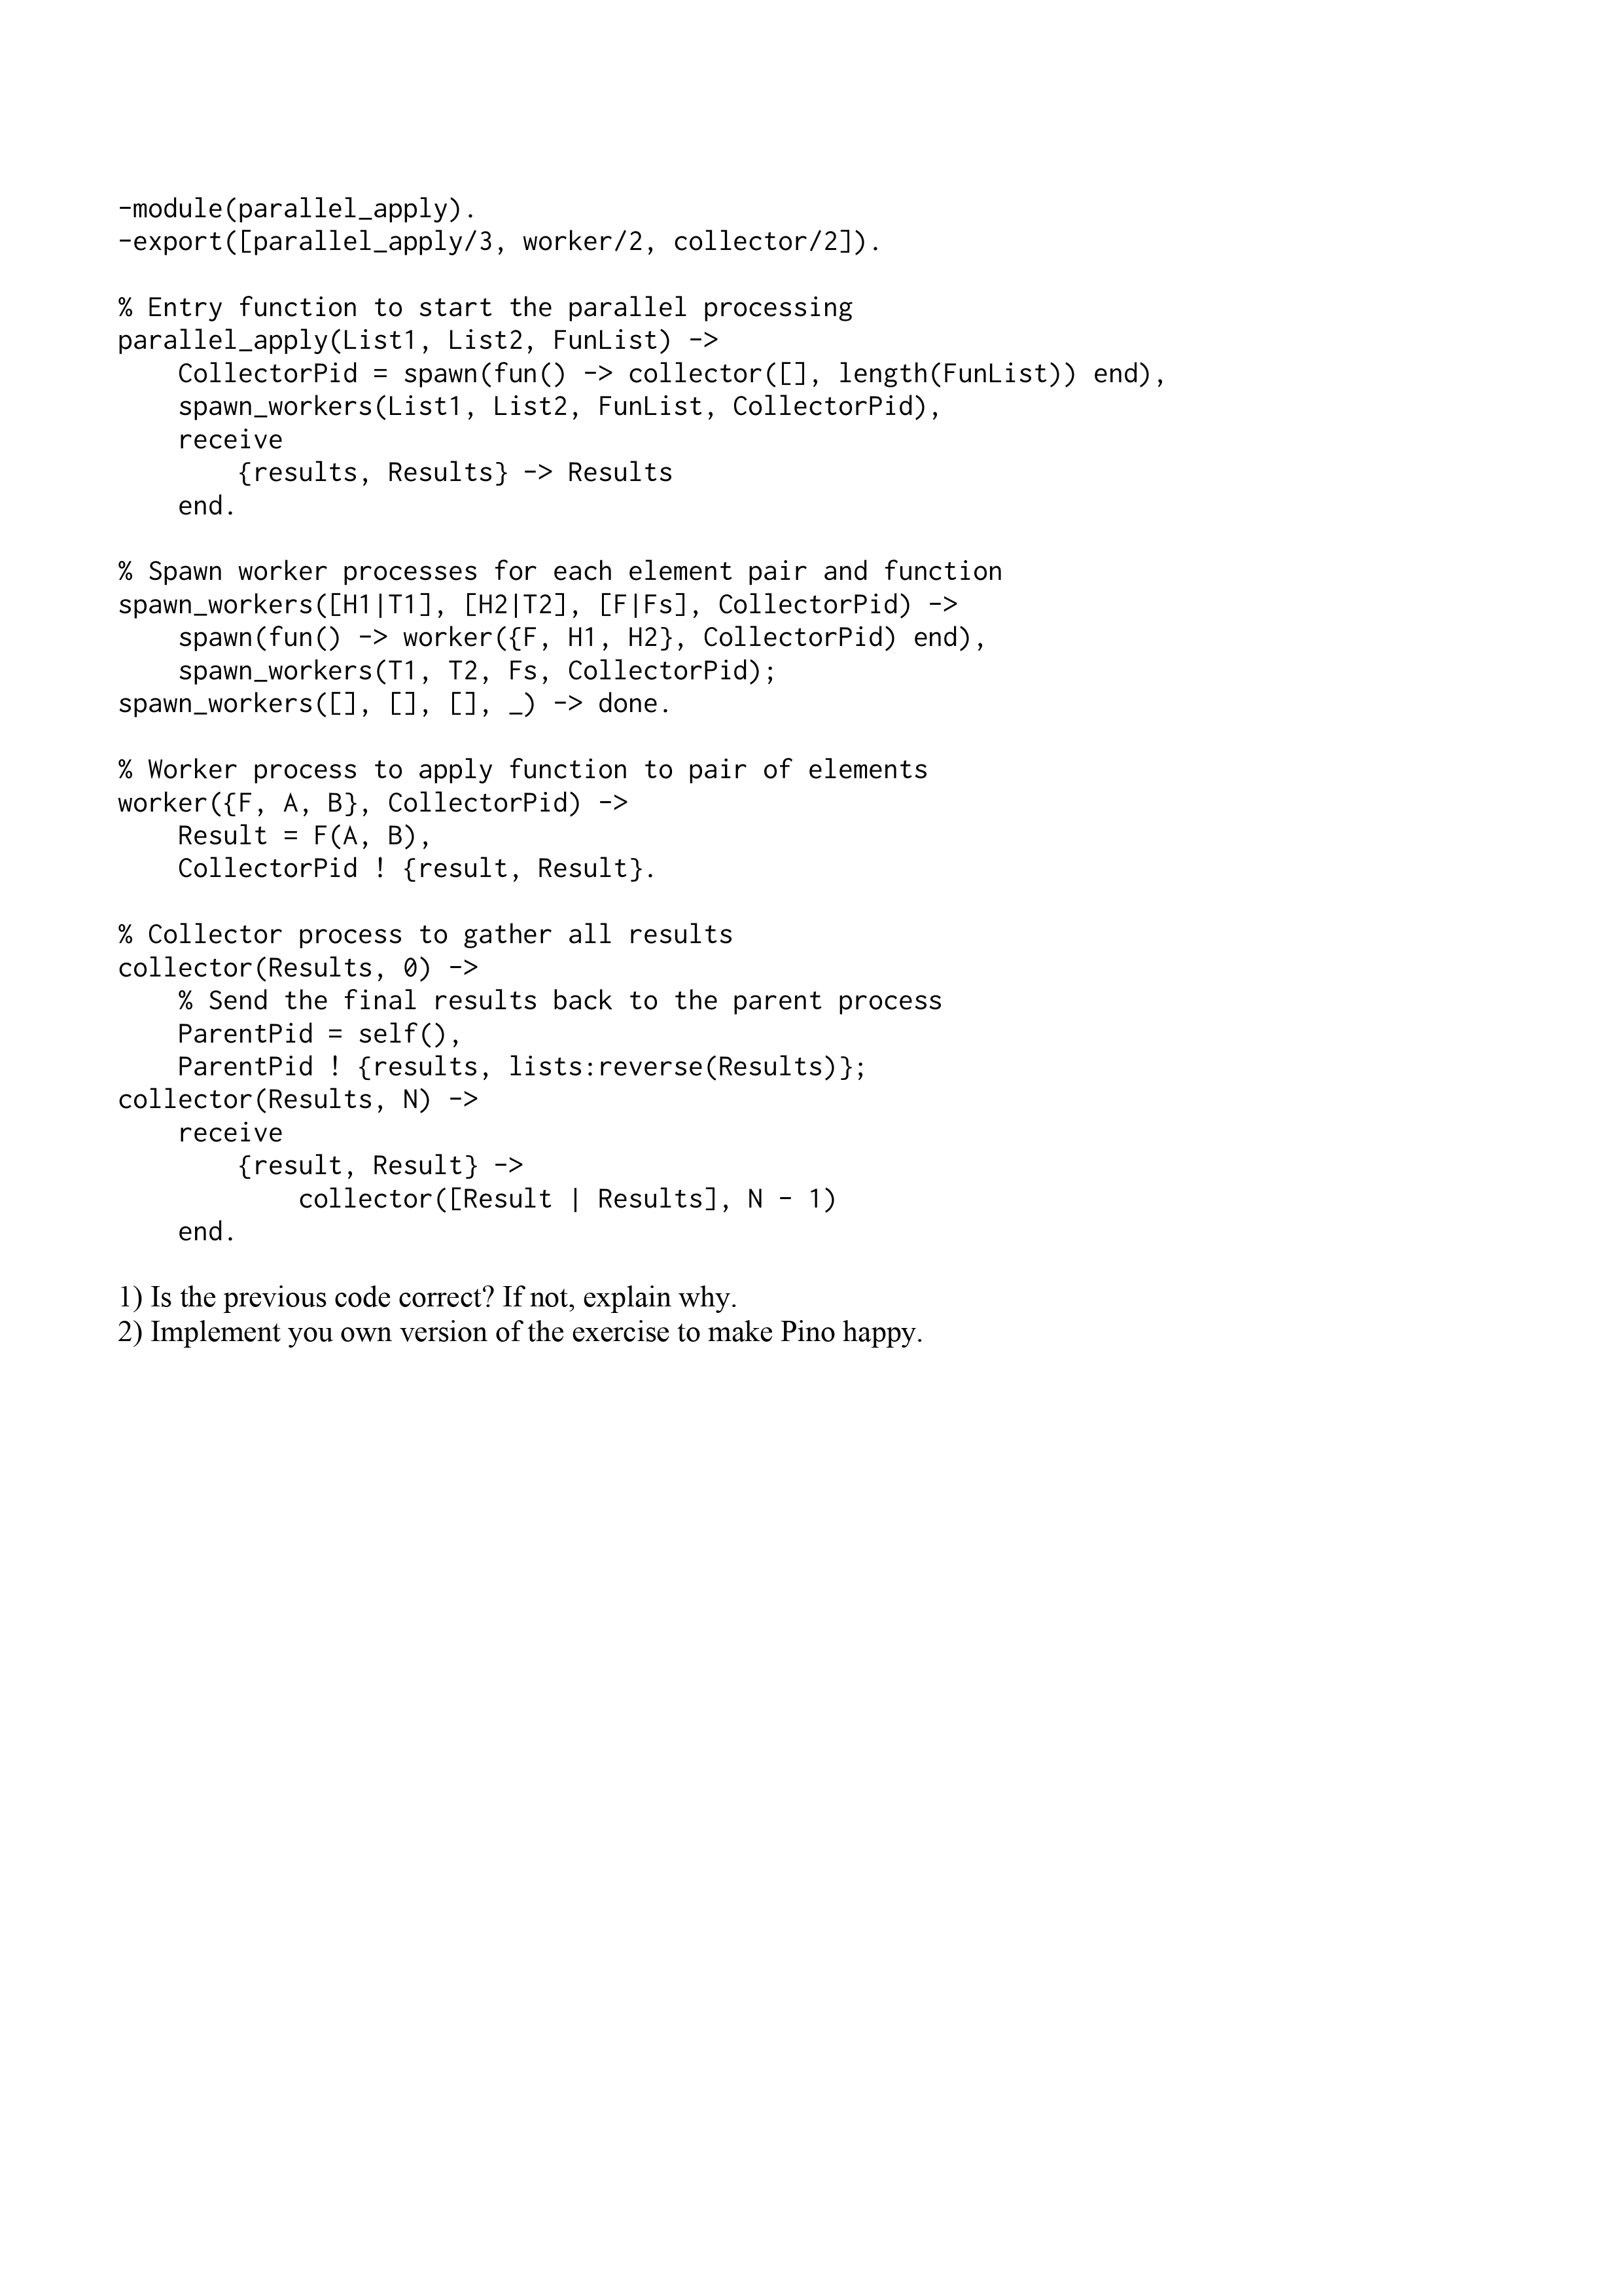 -module(parallel_apply).
-export([parallel_apply/3, worker/2, collector/2]).
% Entry function to start the parallel processing
parallel_apply(List1, List2, FunList) ->
    CollectorPid = spawn(fun() -> collector([], length(FunList)) end),
    spawn_workers(List1, List2, FunList, CollectorPid),
    receive
        {results, Results} -> Results
    end.
% Spawn worker processes for each element pair and function
spawn_workers([H1|T1], [H2|T2], [F|Fs], CollectorPid) ->
    spawn(fun() -> worker({F, H1, H2}, CollectorPid) end),
    spawn_workers(T1, T2, Fs, CollectorPid);
spawn_workers([], [], [], _) -> done.
% Worker process to apply function to pair of elements
worker({F, A, B}, CollectorPid) ->
    Result = F(A, B),
    CollectorPid ! {result, Result}.
% Collector process to gather all results
collector(Results, 0) ->
    % Send the final results back to the parent process
    ParentPid = self(),
    ParentPid ! {results, lists:reverse(Results)};
collector(Results, N) ->
    receive
        {result, Result} ->
            collector([Result | Results], N - 1)
    end.
1) Is the previous code correct? If not, explain why.
2) Implement you own version of the exercise to make Pino happy.